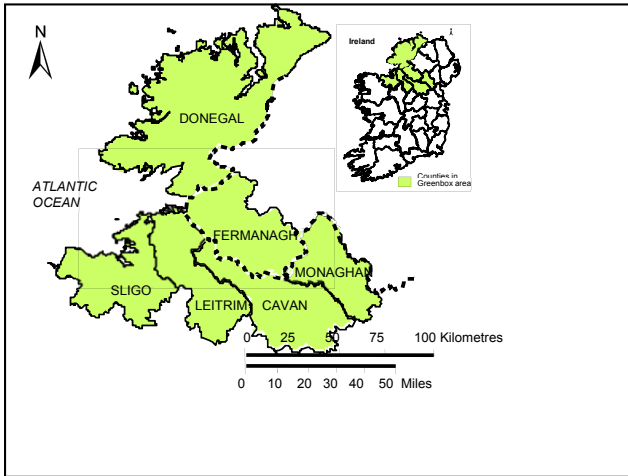 N
Ireland
DONEGAL
Counties in
Greenbox area
ATLANTIC
OCEAN
FERMANAGH
MONAGHAN
SLIGO
LEITRIM
CAVAN
0 25 50 75 100 Kilometres
0 10 20 30 40 50 Miles